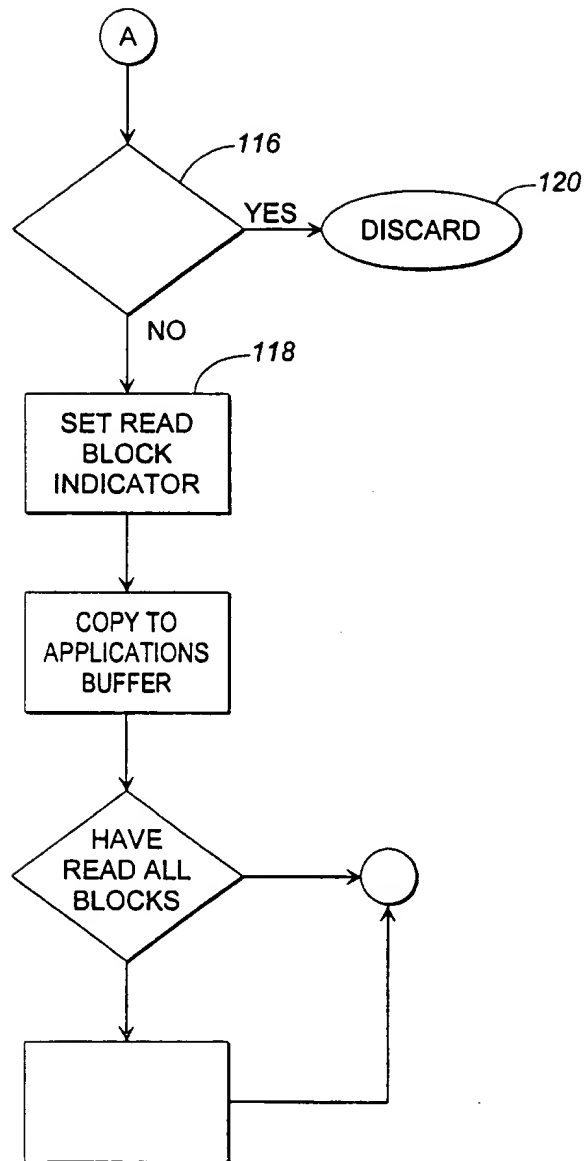 A
116
YES
DISCARD
120
NO
118
SET READ
BLOCK
INDICATOR
COPY TO
APPLICATIONS
BUFFER
HAVE
READ ALL
BLOCKS